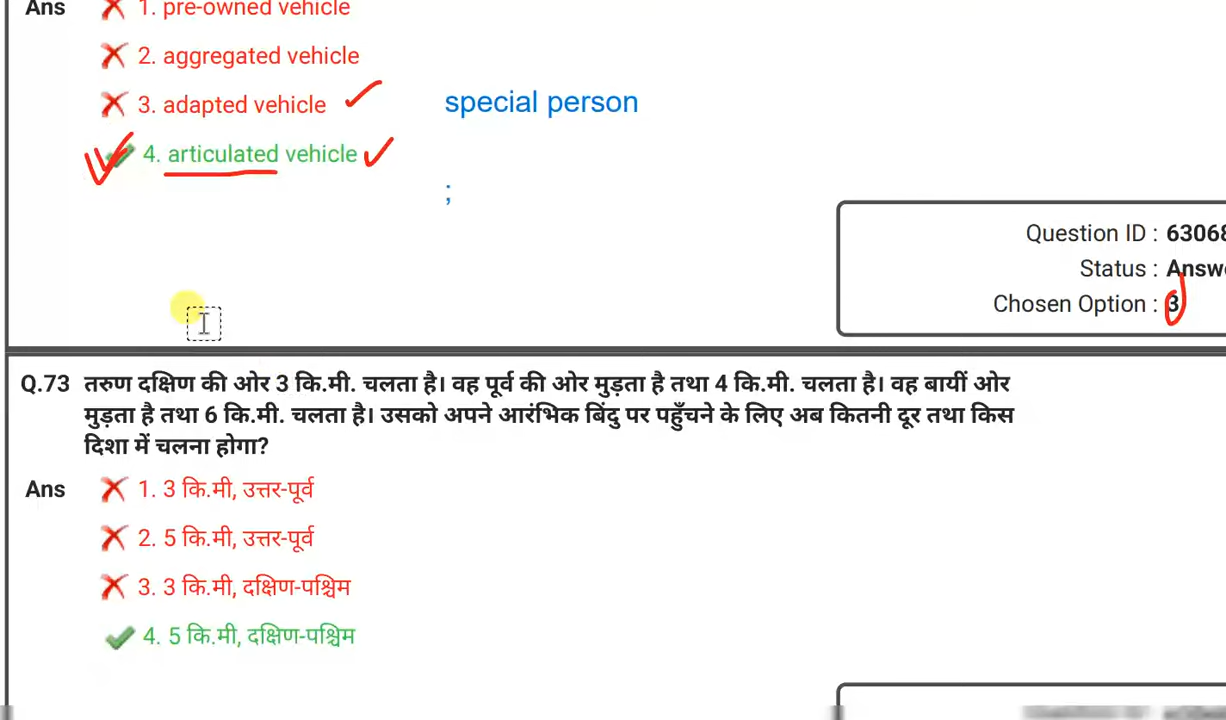 Ans 1. pre-owned vehicle
2. aggregated vehicle
3. adapted vehicle special person
4. articulated vehicle
;
Question ID : 63068
Status : Answe
Chosen Option : 3
Q.73 तरुण दक्षिण की ओर 3 कि.मी. चलता है। वह पूर्व की ओर मुड़ता है तथा 4 कि.मी. चलता है। वह बायीं ओर
मुड़ता है तथा 6 कि.मी. चलता है। उसको अपने आरंभिक बिंदु पर पहुँचने के लिए अब कितनी दूर तथा किस
दिशा में चलना होगा?
Ans 1. 3 कि.मी, उत्तर-पूर्व
2. 5 कि.मी, उत्तर-पूर्व
3. 3 कि.मी, दक्षिण-पश्चिम
4. 5 कि.मी, दक्षिण-पश्चिम